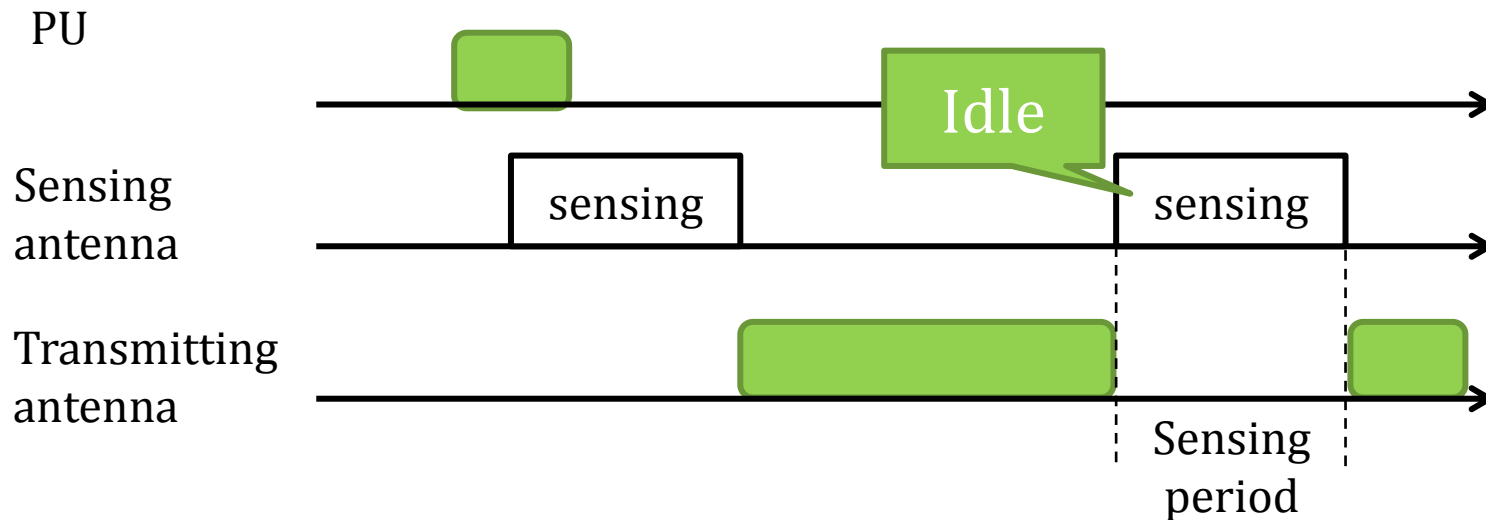 PU
Idle
Sensing
antenna
sensing
sensing
Transmitting
antenna
Sensing
period